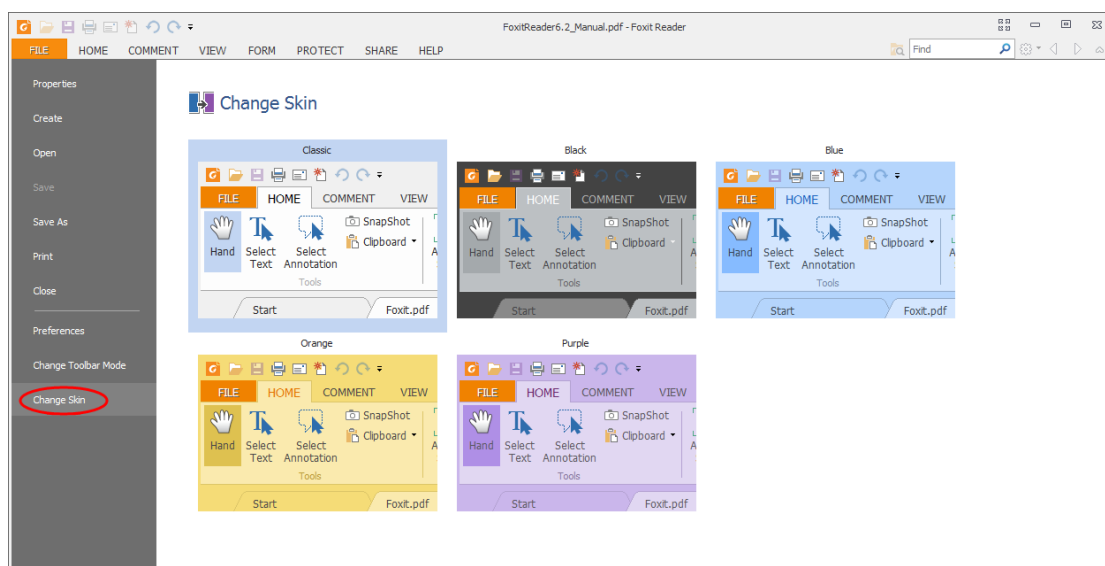 FoxitReader6.2_Manual.pdf - Foxit Reader
FILE HOME COMMENT VIEW FORM PROTECT SHARE HELP Find
Properties
Create
Open
Save
Save As
Print
Close
Preferences
Change Toolbar Mode
Change Skin
Change Skin
Classic
FILE HOME COMMENT VIEW
Hand
Select
Text
Select
Annotation
SnapShot
Clipboard
Tools
Start Foxit.pdf
Black
FILE HOME COMMENT VIEW
Hand
Select
Text
Select
Annotation
SnapShot
Clipboard
A
Tools
Start Foxit.pdf
Blue
FILE HOME COMMENT VIEW
Hand
Select
Text
Select
Annotation
SnapShot
Clipboard
Tools
Start Foxit.pdf
Orange
FILE HOME COMMENT VIEW
Hand
Select
Text
Select
Annotation
SnapShot
Clipboard
Tools
Start Foxit.pdf
Purple
FILE HOME COMMENT VIEW
Hand
Select
Text
Select
Annotation
SnapShot
Clipboard
Tools
Start Foxit.pdf